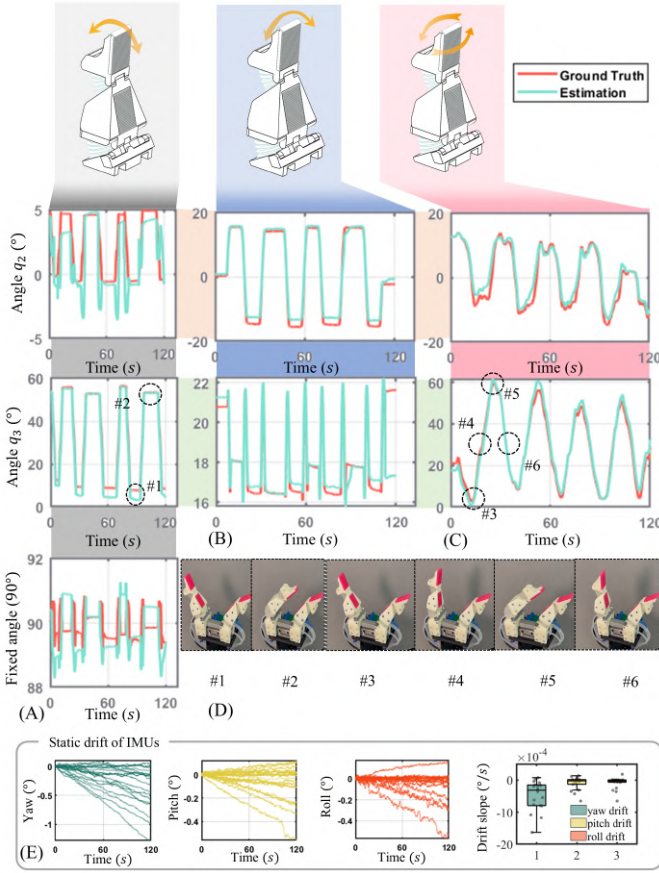 Ground Truth
Estimation
Angle q₂ (°)
5
0
-5
0
60
120
Time (s)
20
0
-20
0
60
120
Time (s)
20
0
-20
0
60
120
Time (s)
Angle q₃ (°)
60
40
20
0
0
60
120
Time (s)
#2
#1
22
20
18
16
0
60
120
Time (s)
(B)
60
40
20
0
0
60
120
Time (s)
(C)
#5
#4
#6
#3
Fixed angle (90°)
92
90
88
0
60
120
Time (s)
(A)
#1
#2
#3
#4
#5
#6
(D)
Static drift of IMUs
Yaw (°)
0
-0.5
-1
0
60
120
Time (s)
Pitch (°)
0
-0.2
-0.4
0
60
120
Time (s)
Roll (°)
0
-0.2
-0.4
0
60
120
Time (s)
×10⁻⁴
Drift slope (°/s)
0
-10
-20
1
2
3
yaw drift
pitch drift
roll drift
(E)